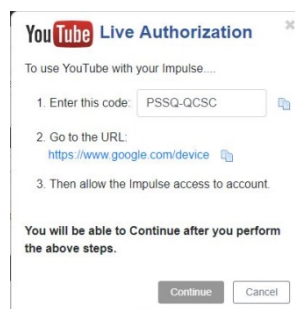 You Tube Live Authorization ×
To use YouTube with your Impulse....
1. Enter this code: PSSQ-QCSC
2. Go to the URL:
https://www.google.com/device
3. Then allow the Impulse access to account.
You will be able to Continue after you perform
the above steps.
Continue Cancel